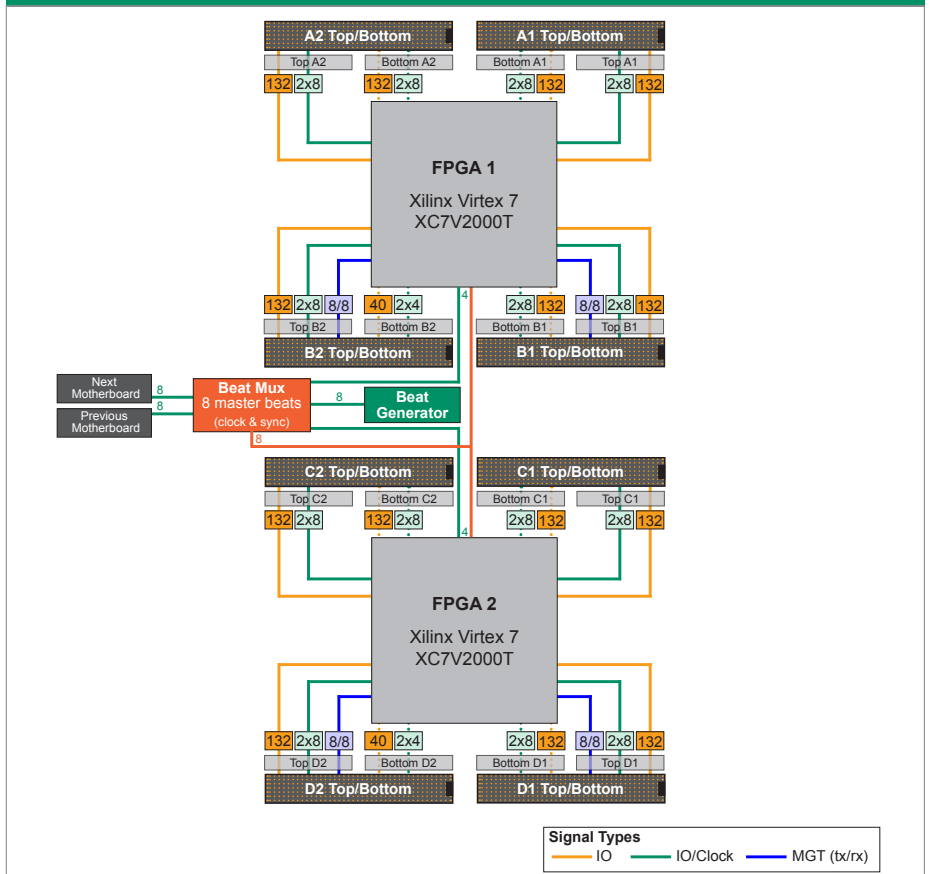 A2 Top/Bottom
A1 Top/Bottom
Top A2
Bottom A2
Bottom A1
Top A1
132 2x8
132 2x8
2x8 132
2x8 132
FPGA 1
Xilinx Virtex 7
XC7V2000T
4
132 2x8 8/8
40 2x4
2x8 132
8/8 2x8 132
Top B2
Bottom B2
Bottom B1
Top B1
B2 Top/Bottom
B1 Top/Bottom
Next
Motherboard
8
Previous
Motherboard
8
Beat Mux
8 master beats
(clock & sync)
8
Beat
Generator
8
C2 Top/Bottom
C1 Top/Bottom
Top C2
Bottom C2
Bottom C1
Top C1
132 2x8
132 2x8
2x8 132
2x8 132
4
FPGA 2
Xilinx Virtex 7
XC7V2000T
132 2x8 8/8
40 2x4
2x8 132
8/8 2x8 132
Top D2
Bottom D2
Bottom D1
Top D1
D2 Top/Bottom
D1 Top/Bottom
Signal Types
IO
IO/Clock
MGT (tx/rx)